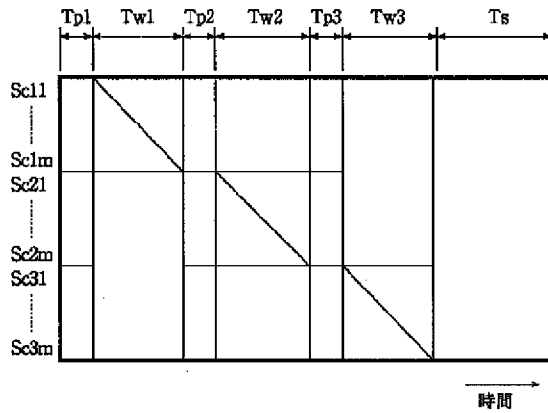 Tp1 Tw1 Tp2 Tw2 Tp3 Tw3 Ts
Sc11
Sc1m
Sc21
Sc2m
Sc31
Sc3m
時間